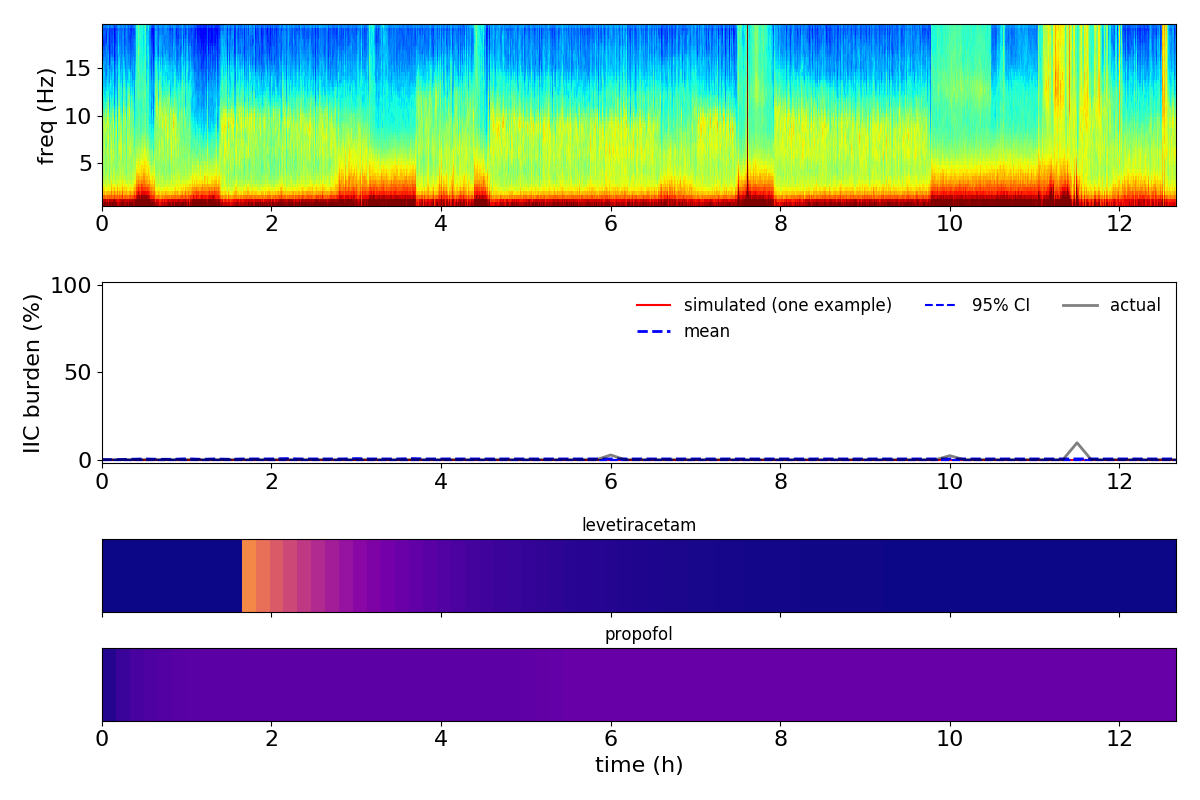 freq (Hz)
15
10
5
0 2 4 6 8 10 12
IIC burden (%)
100
50
0
simulated (one example)
mean
95% CI
actual
0 2 4 6 8 10 12
levetiracetam
propofol
0 2 4 6 8 10 12
time (h)